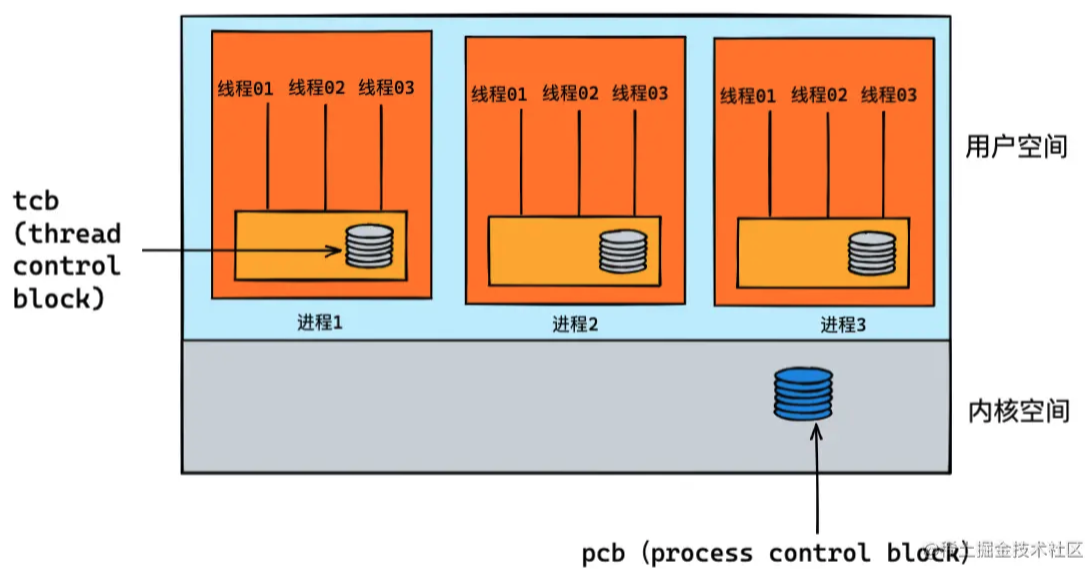 线程01 线程02 线程03
线程01 线程02 线程03
线程01 线程02 线程03
用户空间
tcb
(thread
control
block)
进程1
进程2
进程3
内核空间
pcb (process control block)
@稀土掘金技术社区